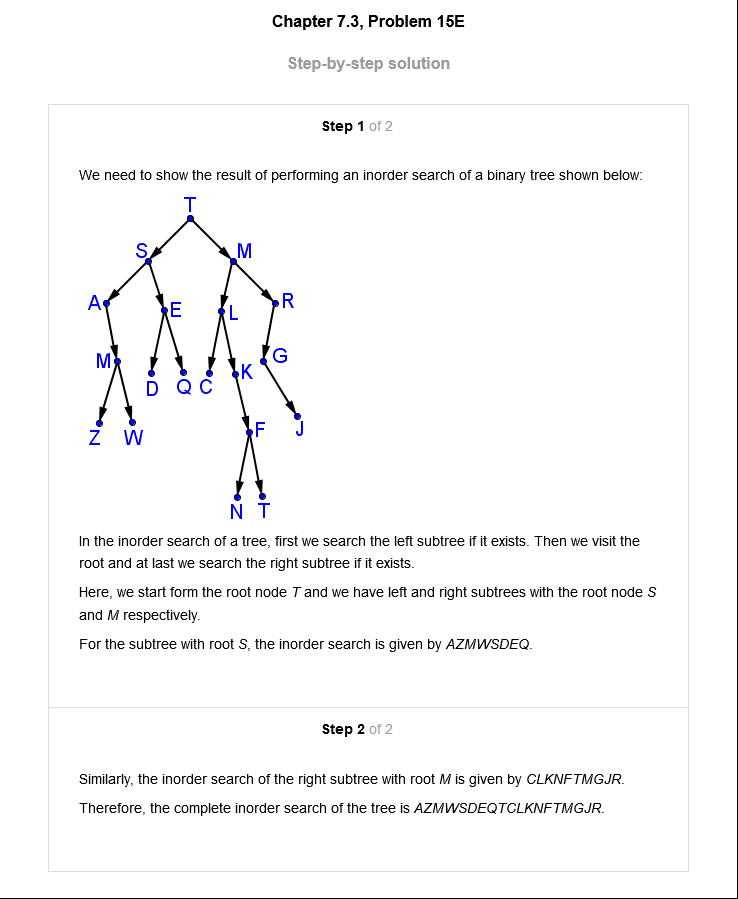 Chapter 7.3, Problem 15E
Step-by-step solution
Step 1 of 2
We need to show the result of performing an inorder search of a binary tree shown below:
T
S M
A E L R
M D Q C K G
Z W F J
N T
In the inorder search of a tree, first we search the left subtree if it exists. Then we visit the
root and at last we search the right subtree if it exists.
Here, we start form the root node T and we have left and right subtrees with the root node S
and M respectively.
For the subtree with root S, the inorder search is given by AZMWSDEQ.
Step 2 of 2
Similarly, the inorder search of the right subtree with root M is given by CLKNFTMGJR.
Therefore, the complete inorder search of the tree is AZMWSDEQTCLKNFTMGJR.